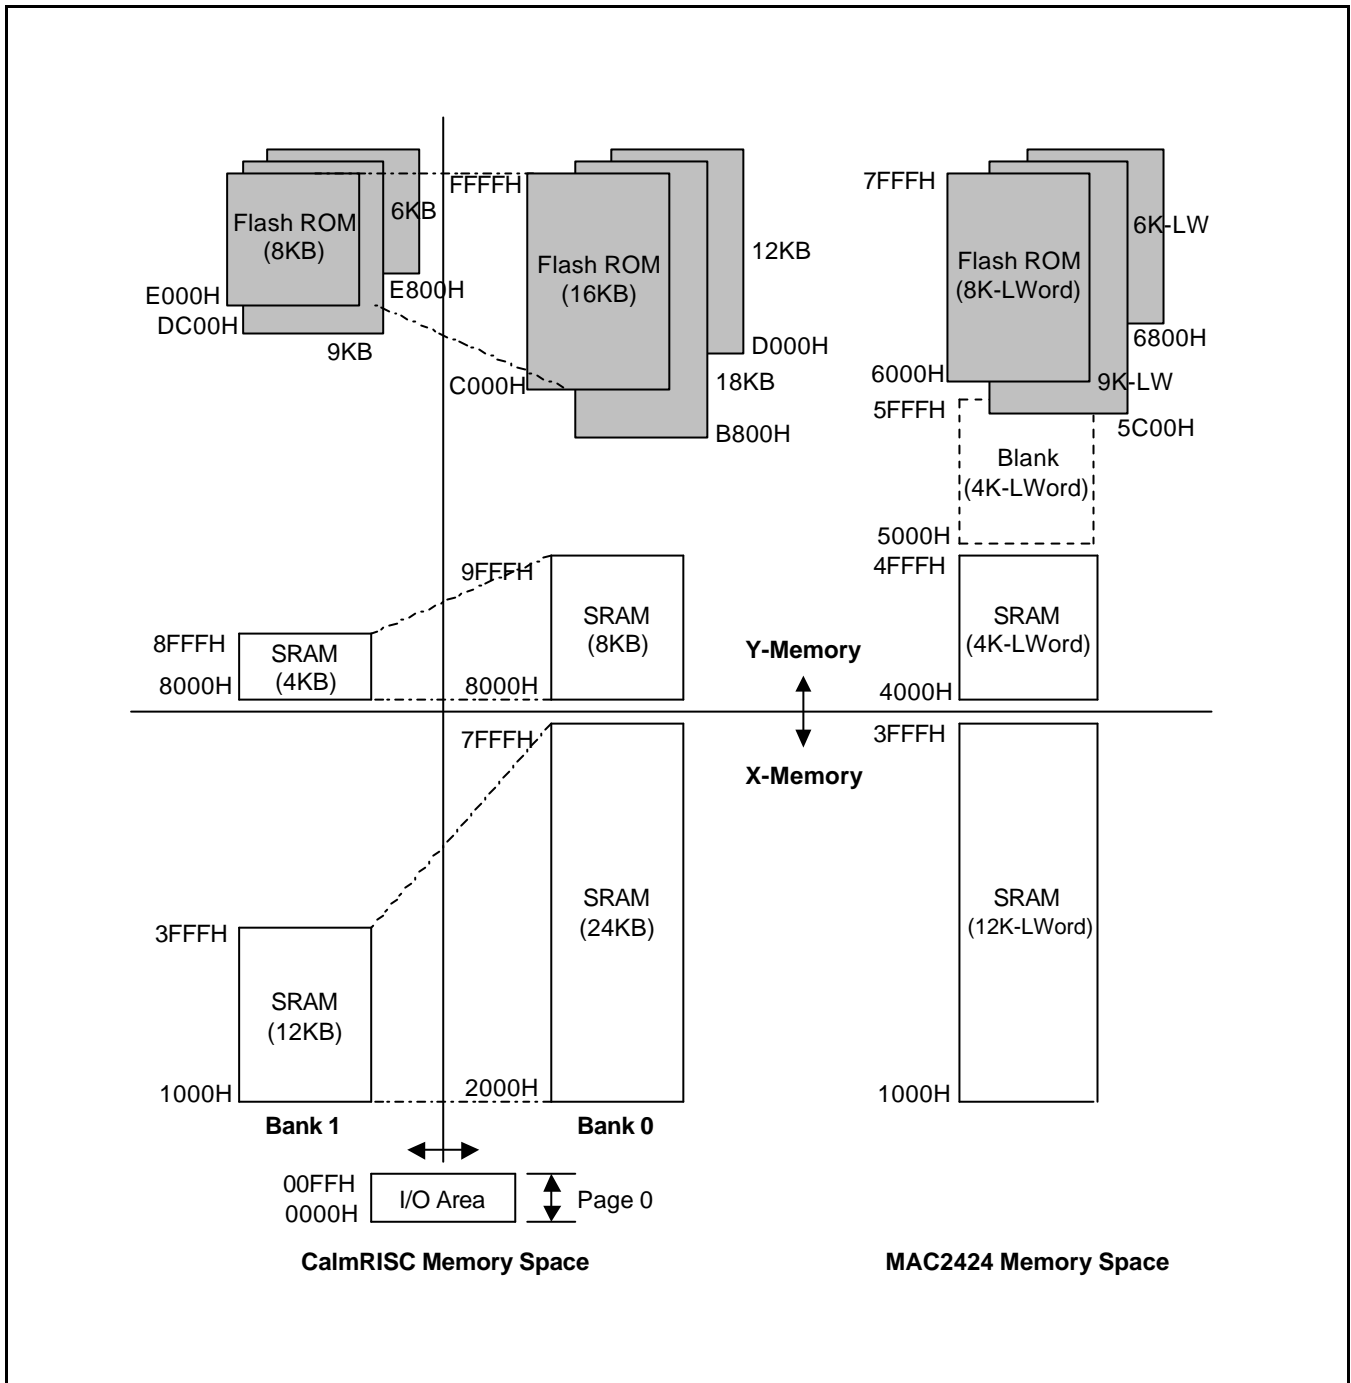 FFFFH
7FFFH
6KB
6K-LW
Flash ROM
(8KB)
12KB
Flash ROM
(16KB)
Flash ROM
(8K-LWord)
E000H
E800H
DC00H
9KB
D000H
6800H
C000H
18KB
6000H
9K-LW
B800H
5FFFH
5C00H
Blank
(4K-LWord)
5000H
9FFFH
4FFFH
8FFFH
SRAM
(4KB)
8000H
SRAM
(8KB)
8000H
Y-Memory
SRAM
(4K-LWord)
4000H
7FFFH
X-Memory
3FFFH
3FFFH
SRAM
(12KB)
1000H
SRAM
(24KB)
2000H
SRAM
(12K-LWord)
1000H
Bank 1
Bank 0
00FFH
0000H
I/O Area
Page 0
CalmRISC Memory Space
MAC2424 Memory Space